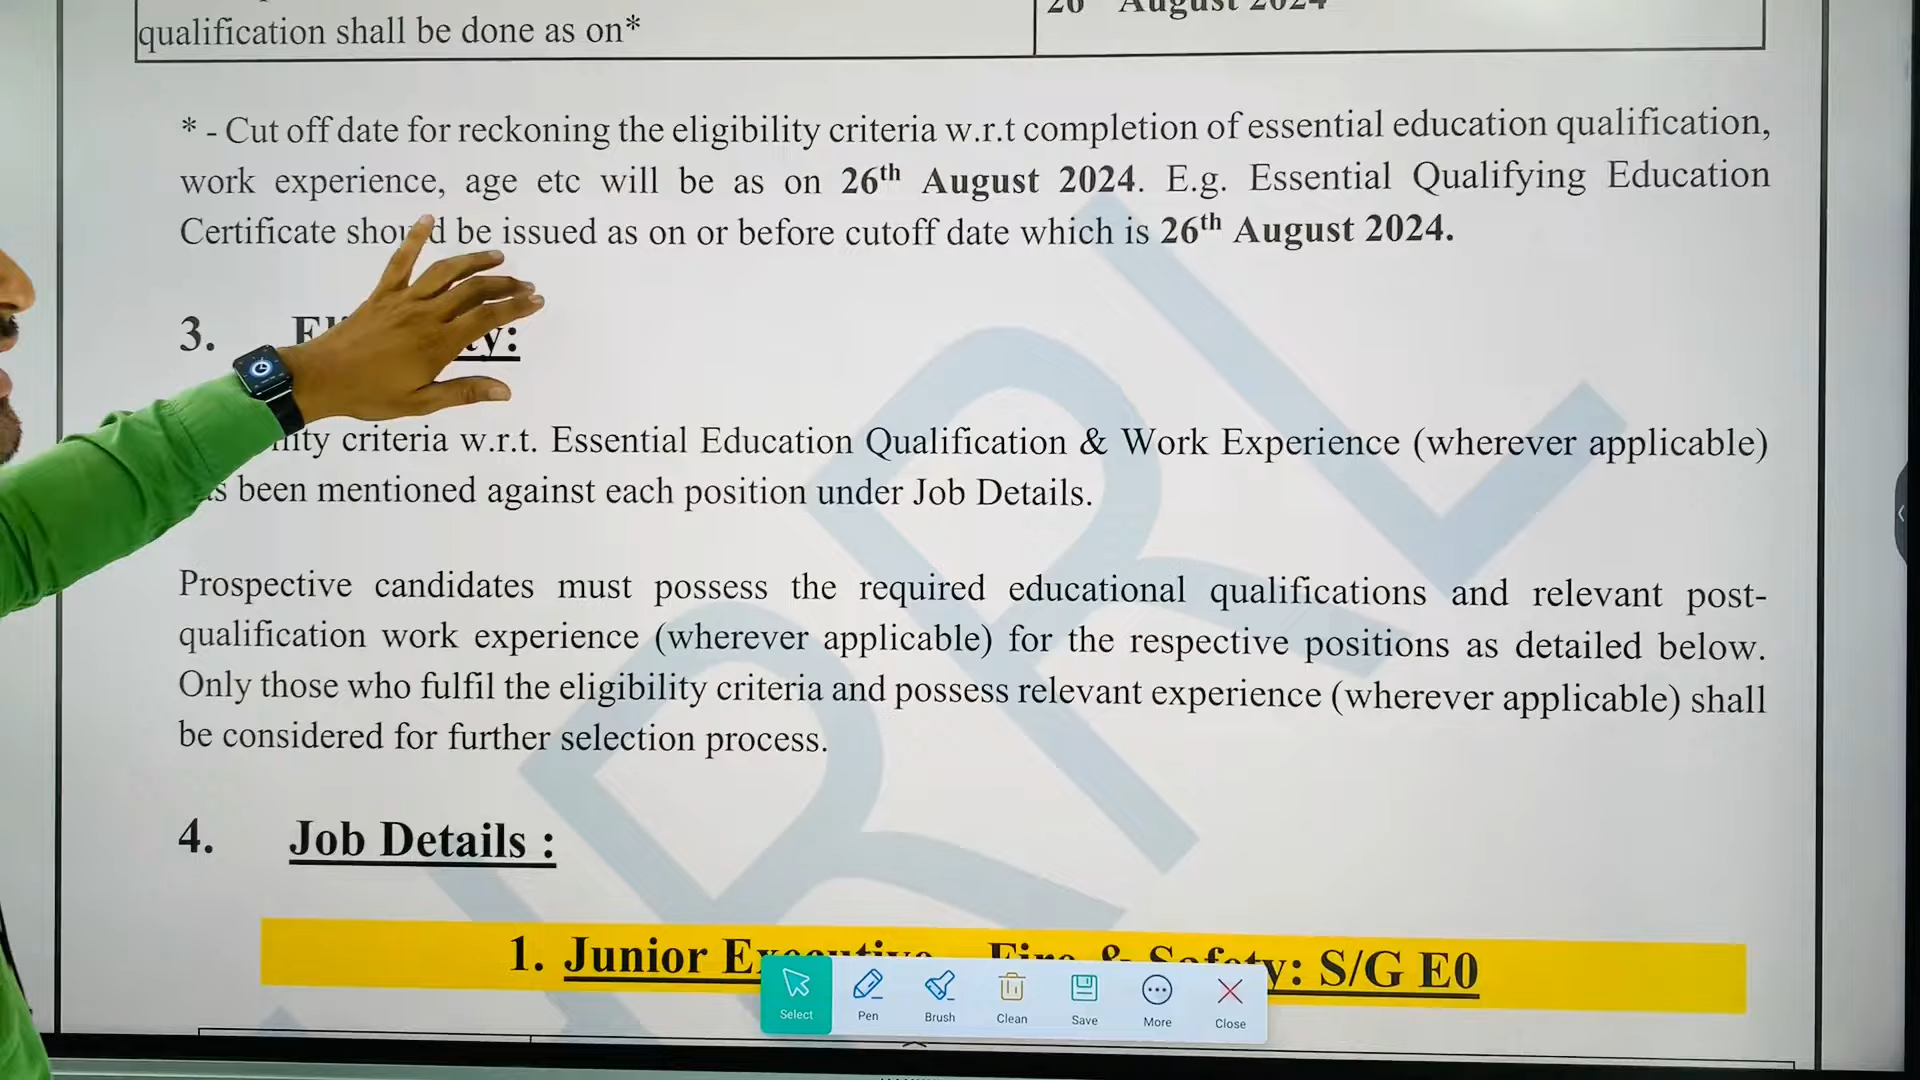 qualification shall be done as on*
August 2024
* - Cut off date for reckoning the eligibility criteria w.r.t completion of essential education qualification,
work experience, age etc will be as on 26th August 2024. E.g. Essential Qualifying Education
Certificate should be issued as on or before cutoff date which is 26th August 2024.
3.
criteria w.r.t. Essential Education Qualification & Work Experience (wherever applicable)
been mentioned against each position under Job Details.
Prospective candidates must possess the required educational qualifications and relevant post-
qualification work experience (wherever applicable) for the respective positions as detailed below.
Only those who fulfil the eligibility criteria and possess relevant experience (wherever applicable) shall
be considered for further selection process.
4. Job Details :
1. Junior Executive - Fire & Safety: S/G E0
Select Pen Brush Clean Save More Close